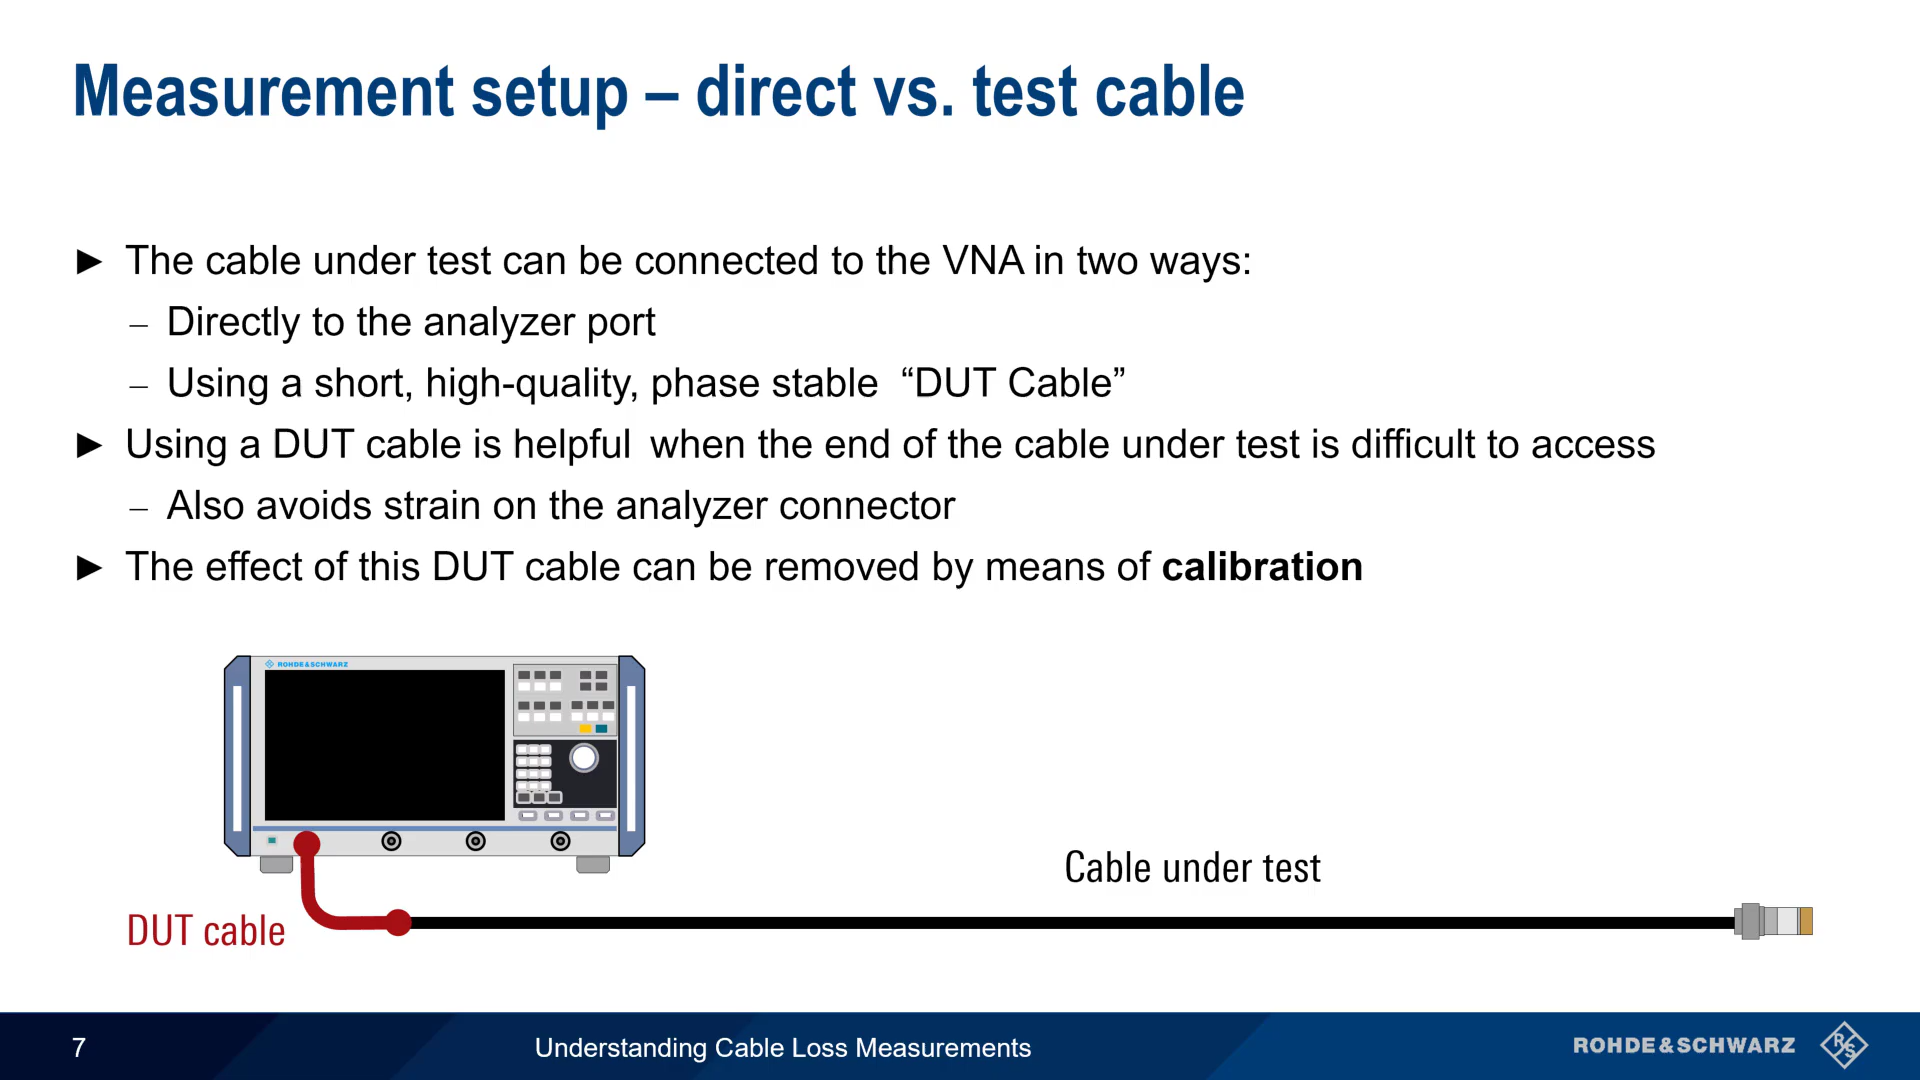 Measurement setup – direct vs. test cable
► The cable under test can be connected to the VNA in two ways:
– Directly to the analyzer port
– Using a short, high-quality, phase stable “DUT Cable”
► Using a DUT cable is helpful when the end of the cable under test is difficult to access
– Also avoids strain on the analyzer connector
► The effect of this DUT cable can be removed by means of calibration
ROHDE&SCHWARZ
Cable under test
DUT cable
7
Understanding Cable Loss Measurements
ROHDE&SCHWARZ
R&S